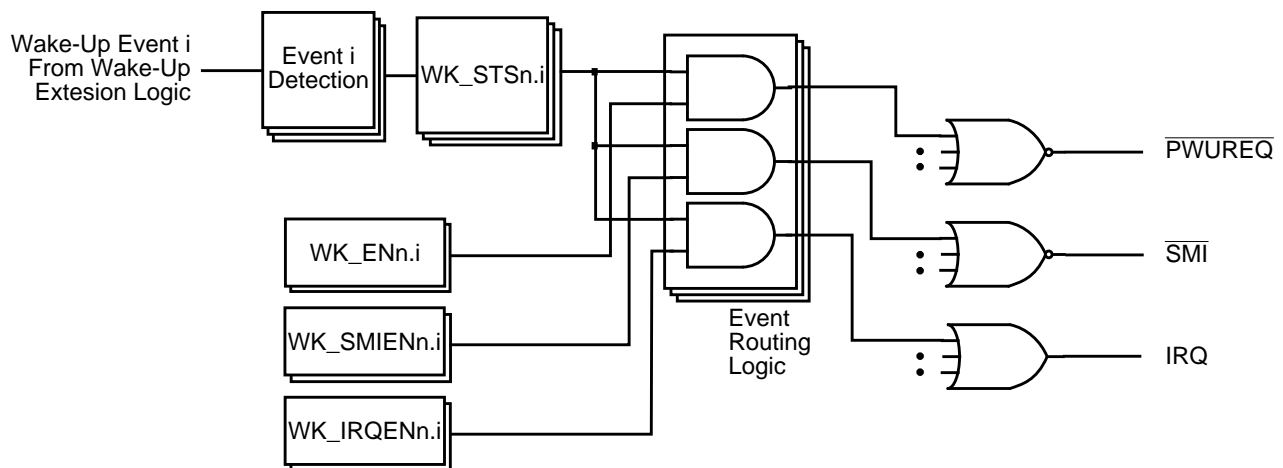 Wake-Up Event i
From Wake-Up
Extesion Logic
Event i
Detection
WK_STSn.i
WK_ENn.i
WK_SMIENn.i
WK_IRQENn.i
Event
Routing
Logic
PWUREQ
SMI
IRQ